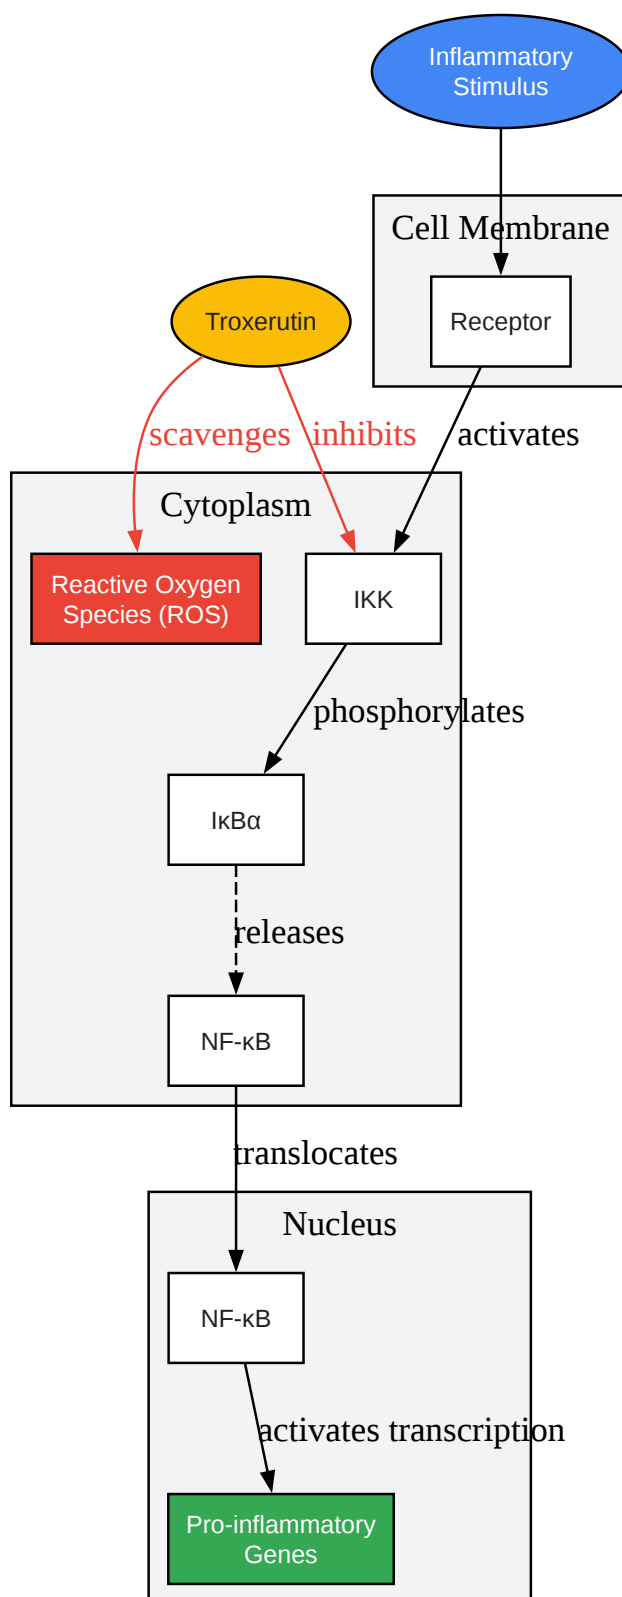 Inflammatory
Stimulus
Cell Membrane
Receptor
Troxerutin
scavenges
inhibits
activates
Cytoplasm
Reactive Oxygen
Species (ROS)
IKK
phosphorylates
IκBα
releases
NF-κB
translocates
Nucleus
NF-κB
activates transcription
Pro-inflammatory
Genes